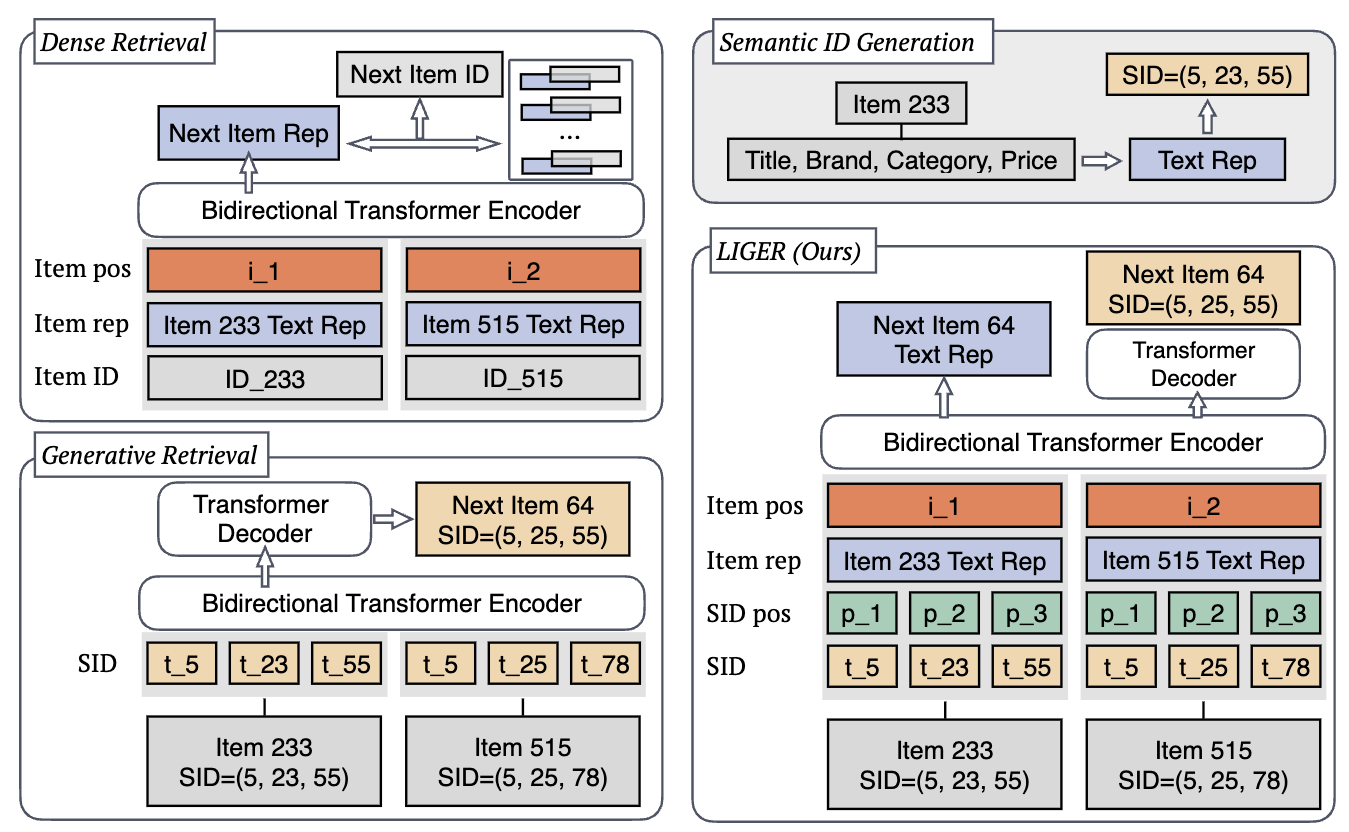 Dense Retrieval
Next Item ID
Next Item Rep
...
Bidirectional Transformer Encoder
Item pos
i_1
i_2
Item rep
Item 233 Text Rep
Item 515 Text Rep
Item ID
ID_233
ID_515
Generative Retrieval
Transformer
Decoder
Next Item 64
SID=(5, 25, 55)
Bidirectional Transformer Encoder
SID
t_5
t_23
t_55
t_5
t_25
t_78
Item 233
SID=(5, 23, 55)
Item 515
SID=(5, 25, 78)
Semantic ID Generation
Item 233
Title, Brand, Category, Price
Text Rep
SID=(5, 23, 55)
LIGER (Ours)
Next Item 64
Text Rep
Next Item 64
SID=(5, 25, 55)
Transformer
Decoder
Bidirectional Transformer Encoder
Item pos
i_1
i_2
Item rep
Item 233 Text Rep
Item 515 Text Rep
SID pos
p_1
p_2
p_3
p_1
p_2
p_3
SID
t_5
t_23
t_55
t_5
t_25
t_78
Item 233
SID=(5, 23, 55)
Item 515
SID=(5, 25, 78)